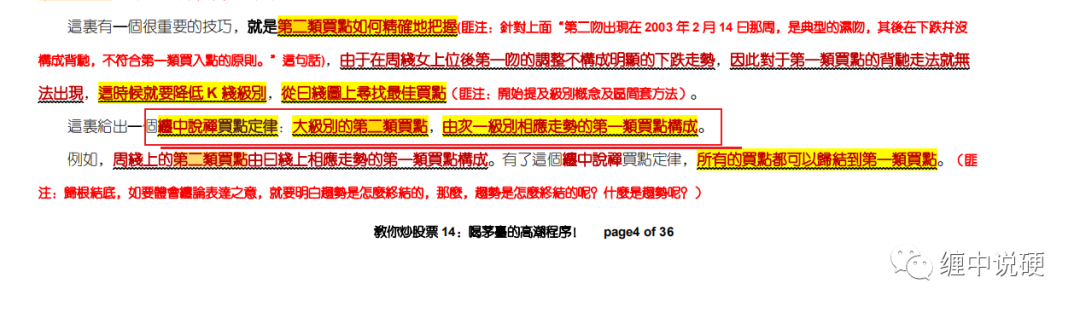 這裏有一個很重要的技巧，就是第二類買點如何精確地把握(匪注：針對上面“第二吻出現在 2003 年 2 月 14 日那周，是典型的濕吻，其後在下跌幷沒
構成背馳，不符合第一類買入點的原則。”這句話)，由于在周綫女上位後第一吻的調整不構成明顯的下跌走勢，因此對于第一類買點的背馳走法就無
法出現，這時候就要降低 K 綫級別，從日綫圖上尋找最佳買點（匪注：開始提及級別概念及區間套方法）。
這裏給出一個纏中說禪買點定律：大級別的第二類買點，由次一級別相應走勢的第一類買點構成。
例如，周綫上的第二類買點由日綫上相應走勢的第一類買點構成。有了這個纏中說禪買點定律，所有的買點都可以歸結到第一類買點。（匪
注：歸根結底，如要體會纏論表達之意，就要明白趨勢是怎麼終結的，那麼，趨勢是怎麼終結的呢？什麼是趨勢呢？）
教你炒股票 14：喝茅臺的高潮程序！ page4 of 36
缠中说硬